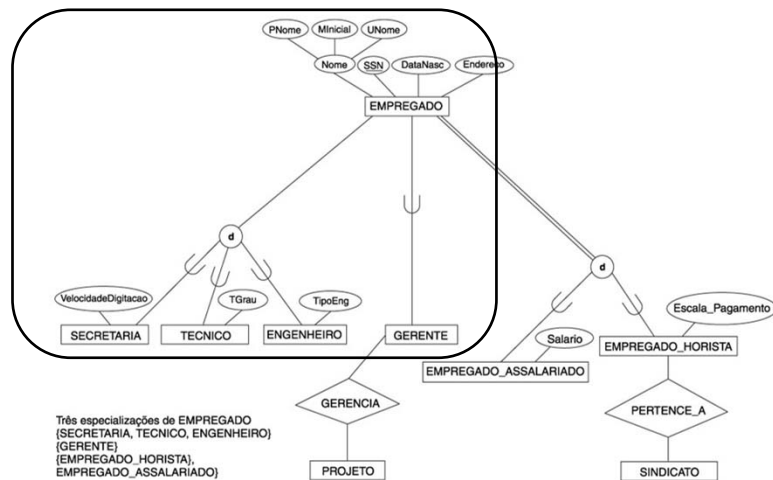 PNome
MInicial
UNome
Nome
SSN
DataNasc
Endereco
EMPREGADO
d
d
VelocidadeDigitacao
TGrau
TipoEng
SECRETARIA
TECNICO
ENGENHEIRO
GERENTE
Salario
EMPREGADO_ASSALARIADO
Escala_Pagamento
EMPREGADO_HORISTA
GERENCIA
PERTENCE_A
PROJETO
SINDICATO
Três especializações de EMPREGADO
{SECRETARIA, TECNICO, ENGENHEIRO}
{GERENTE}
{EMPREGADO_HORISTA},
EMPREGADO_ASSALARIADO}